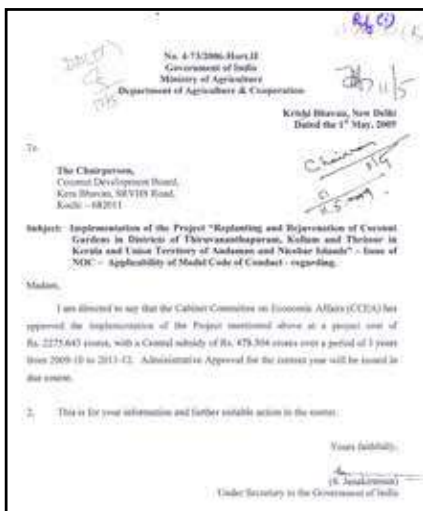 No. 4-73/2006-Hort.II
Government of India
Ministry of Agriculture
Department of Agriculture & Cooperation
Krishi Bhavan, New Delhi
Dated the 1st May, 2009
To
The Chairperson,
Coconut Development Board,
Kera Bhavan, SRVHS Road,
Kochi – 682011
Subject: Implementation of the Project "Replanting and Rejuvenation of Coconut
Gardens in Districts of Thiruvananthapuram, Kollam and Thrissur in
Kerala and Union Territory of Andaman and Nicobar Islands" – Issue of
NOC – Applicability of Modal Code of Conduct - regarding.
Chairman
Madam,
I am directed to say that the Cabinet Committee on Economic Affairs (CCEA) has
approved the implementation of the Project mentioned above at a project cost of
Rs. 2275.643 crores, with a Central subsidy of Rs. 478.304 crores over a period of 3 years
from 2009-10 to 2011-12. Administrative Approval for the current year will be issued in
due course.
2. This is for your information and further suitable action in the matter.
Yours faithfully,
Under Secretary to the Government of India